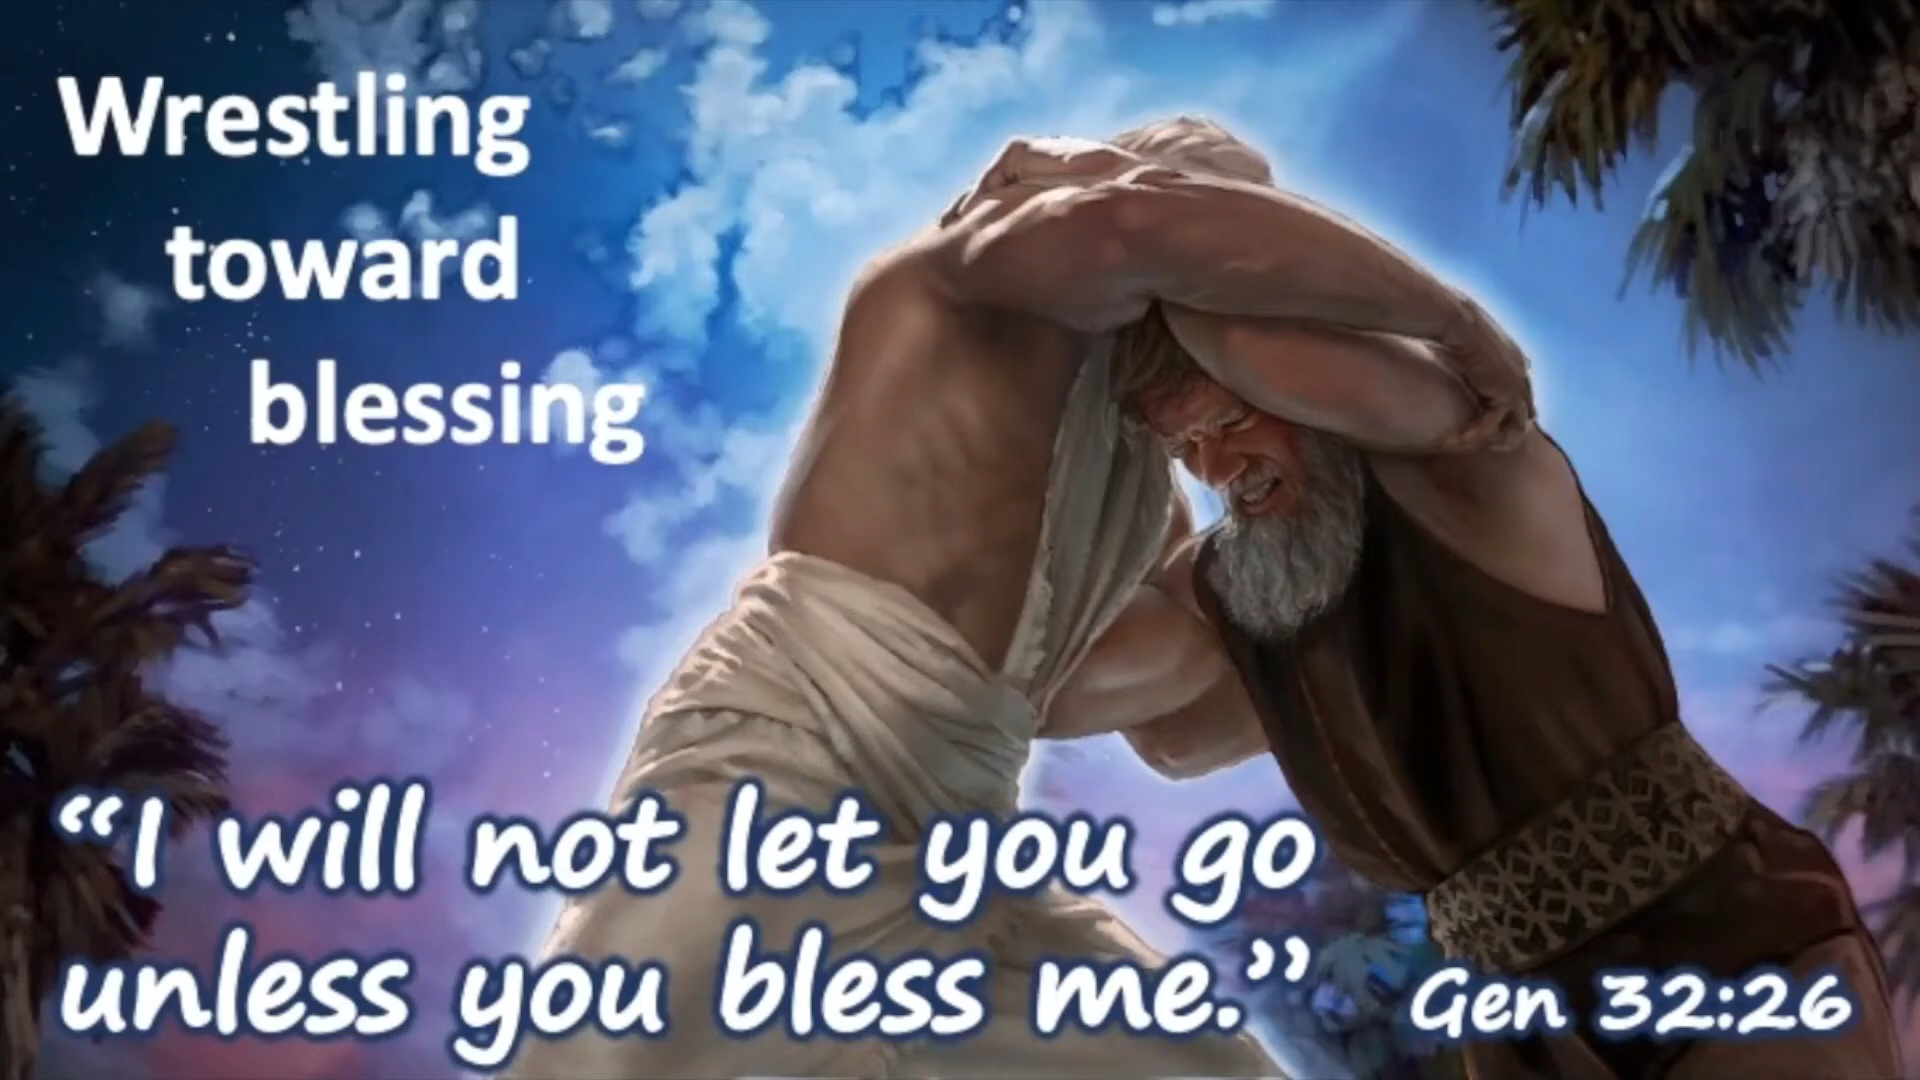 Wrestling
toward
blessing
“I will not let you go
unless you bless me.” Gen 32:26